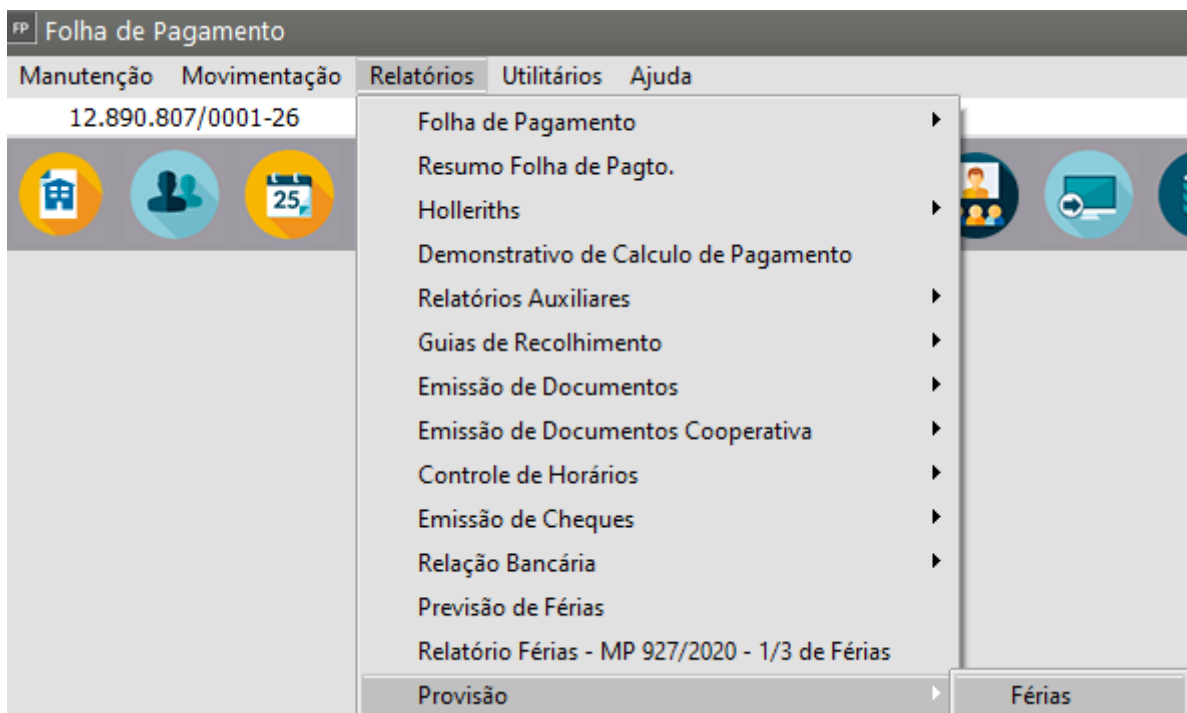 FP Folha de Pagamento
Manutenção Movimentação Relatórios Utilitários Ajuda
12.890.807/0001-26
25
Folha de Pagamento
Resumo Folha de Pagto.
Holleriths
Demonstrativo de Calculo de Pagamento
Relatórios Auxiliares
Guias de Recolhimento
Emissão de Documentos
Emissão de Documentos Cooperativa
Controle de Horários
Emissão de Cheques
Relação Bancária
Previsão de Férias
Relatório Férias - MP 927/2020 - 1/3 de Férias
Provisão Férias